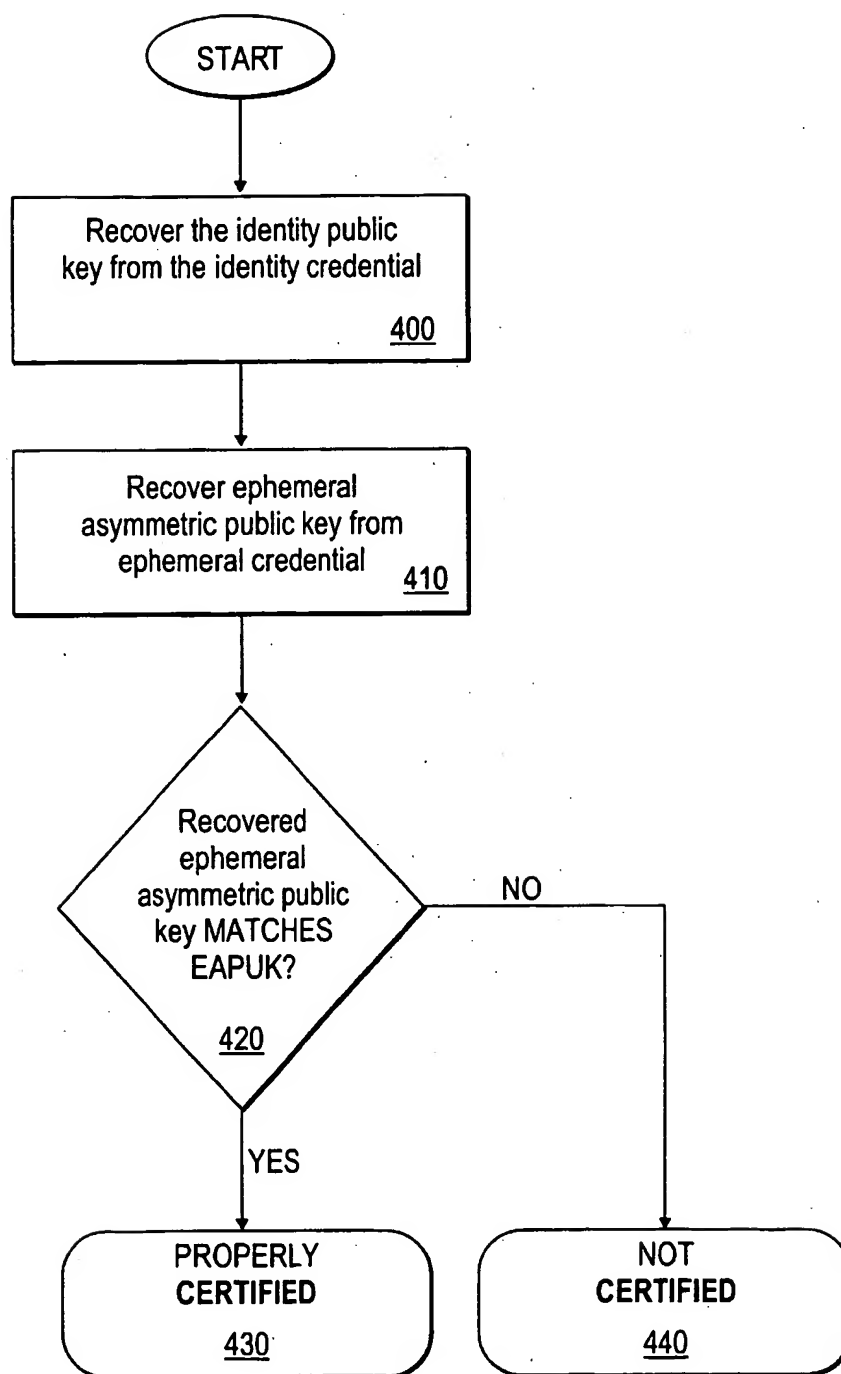 START
Recover the identity public
key from the identity credential
400
Recover ephemeral
asymmetric public key from
ephemeral credential
410
Recovered
ephemeral
asymmetric public
key MATCHES
EAPUK?
420
NO
YES
PROPERLY
CERTIFIED
430
NOT
CERTIFIED
440